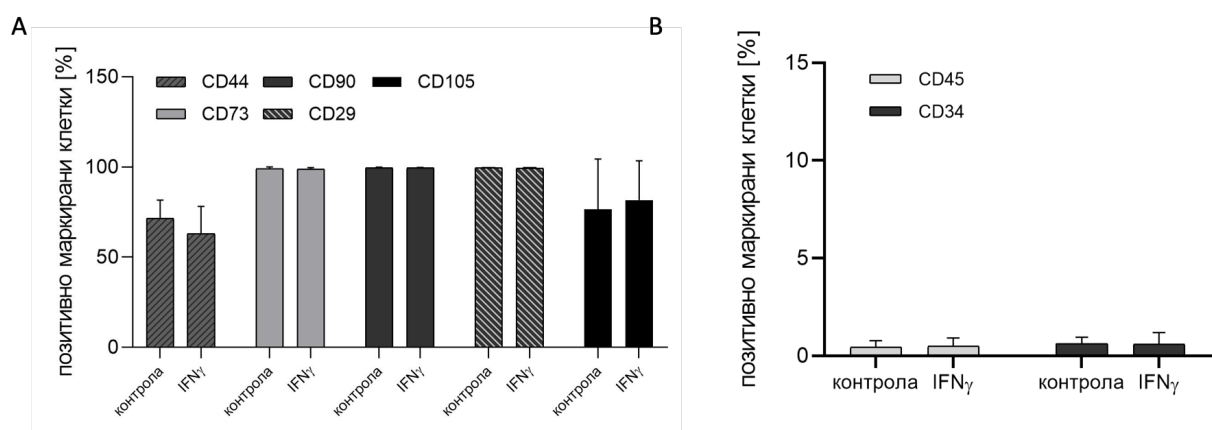 A
позитивно маркирани клетки [%]
150
100
50
0
CD44
CD90
CD105
CD73
CD29
контрола
IFNγ
контрола
IFNγ
контрола
IFNγ
контрола
IFNγ
контрола
IFNγ
B
позитивно маркирани клетки [%]
15
10
5
0
CD45
CD34
контрола
IFNγ
контрола
IFNγ